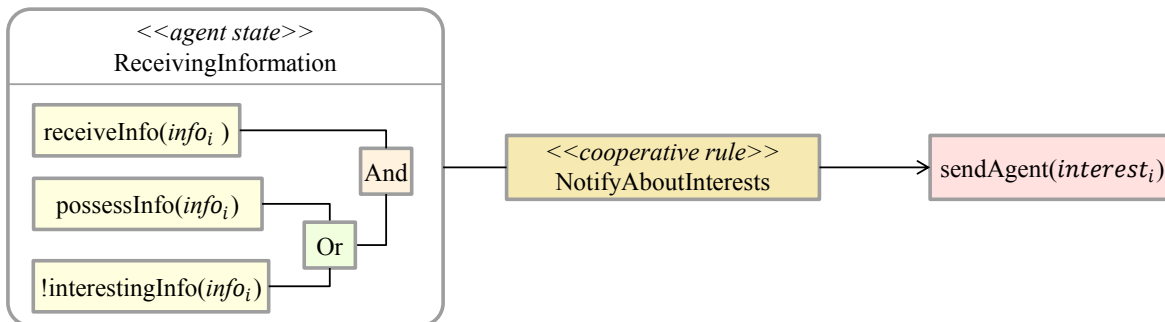 <<agent state>>
ReceivingInformation
receiveInfo(infoᵢ )
And
possessInfo(infoᵢ)
Or
!interestingInfo(infoᵢ)
<<cooperative rule>>
NotifyAboutInterests
sendAgent(interestᵢ)